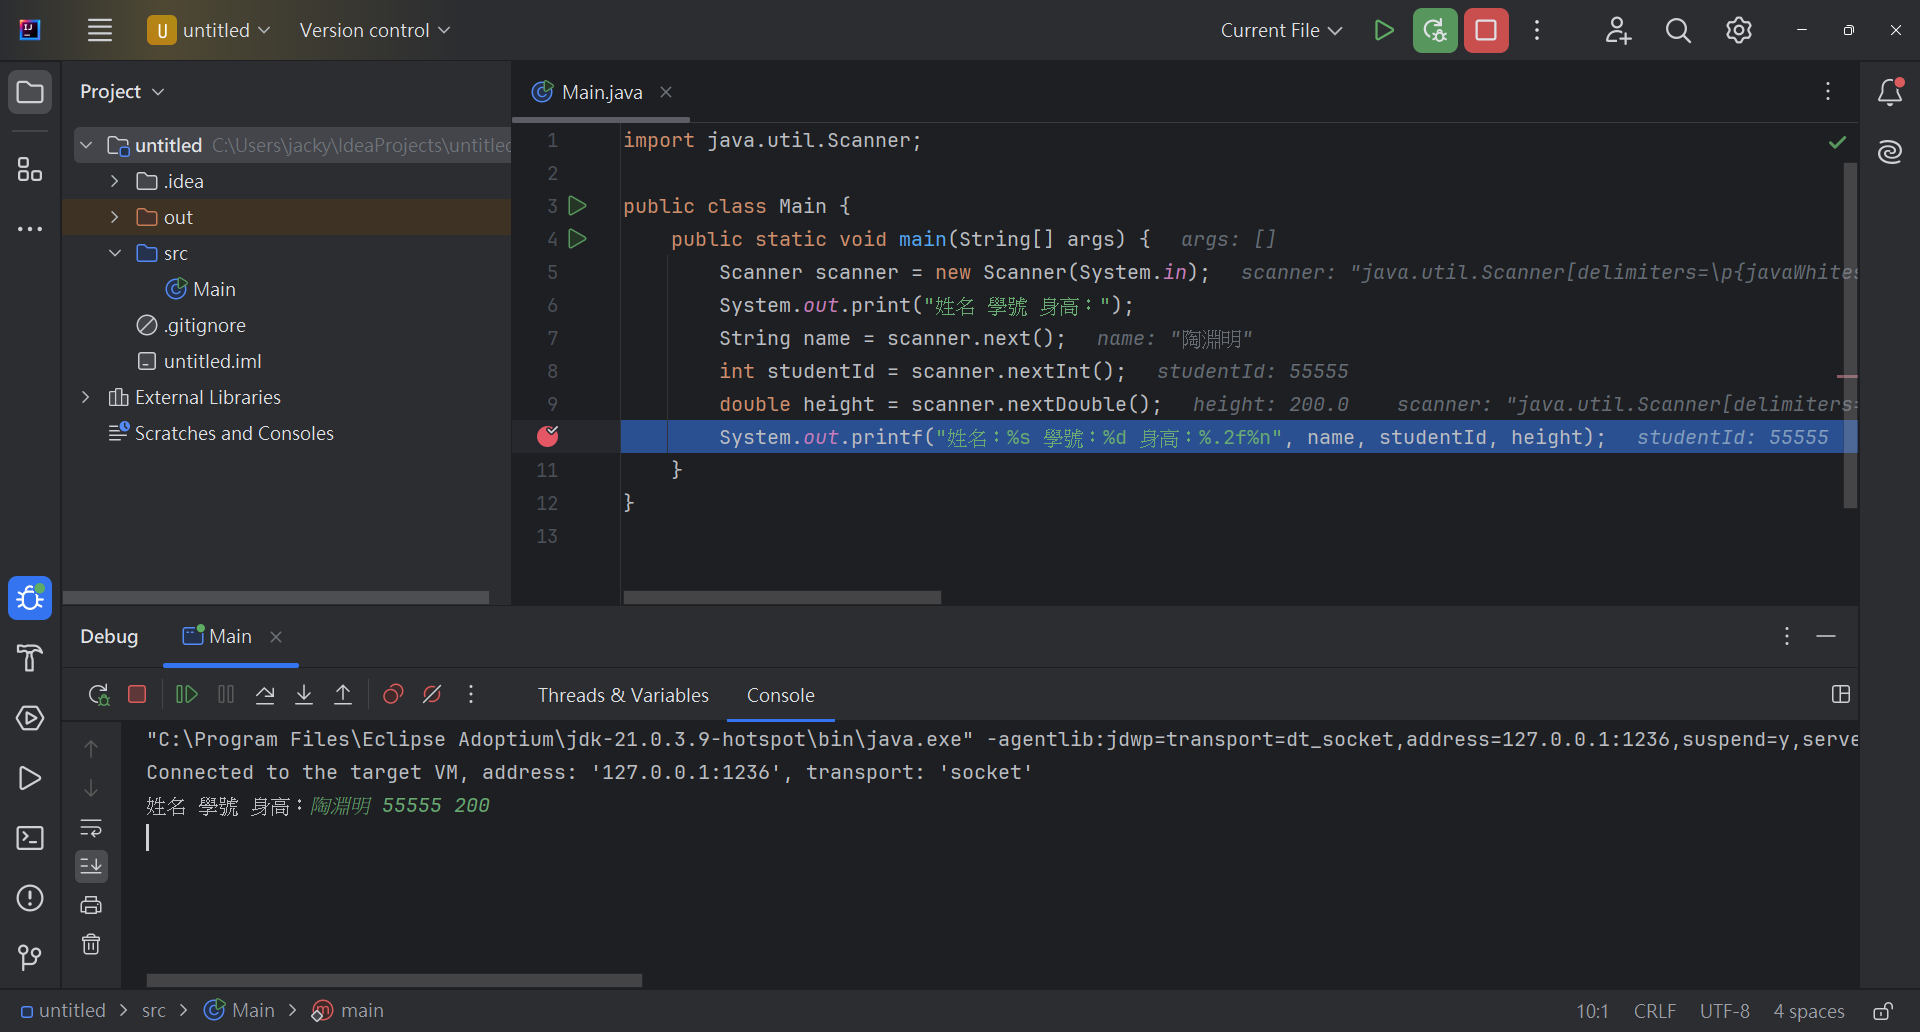 U untitled Version control Current File
Project
Main.java
untitled C:\Users\jacky\IdeaProjects\untitled
.idea
out
src
Main
.gitignore
untitled.iml
External Libraries
Scratches and Consoles
1 import java.util.Scanner;
2
3 public class Main {
4 public static void main(String[] args) { args: []
5 Scanner scanner = new Scanner(System.in); scanner: "java.util.Scanner[delimiters=\p{javaWhites
6 System.out.print("姓名 學號 身高：");
7 String name = scanner.next(); name: "陶淵明"
8 int studentId = scanner.nextInt(); studentId: 55555
9 double height = scanner.nextDouble(); height: 200.0 scanner: "java.util.Scanner[delimiters=
System.out.printf("姓名：%s 學號：%d 身高：%.2f%n", name, studentId, height); studentId: 55555
11 }
12 }
13
Debug Main
Threads & Variables Console
"C:\Program Files\Eclipse Adoptium\jdk-21.0.3.9-hotspot\bin\java.exe" -agentlib:jdwp=transport=dt_socket,address=127.0.0.1:1236,suspend=y,serve
Connected to the target VM, address: '127.0.0.1:1236', transport: 'socket'
姓名 學號 身高：陶淵明 55555 200
untitled src Main main 10:1 CRLF UTF-8 4 spaces